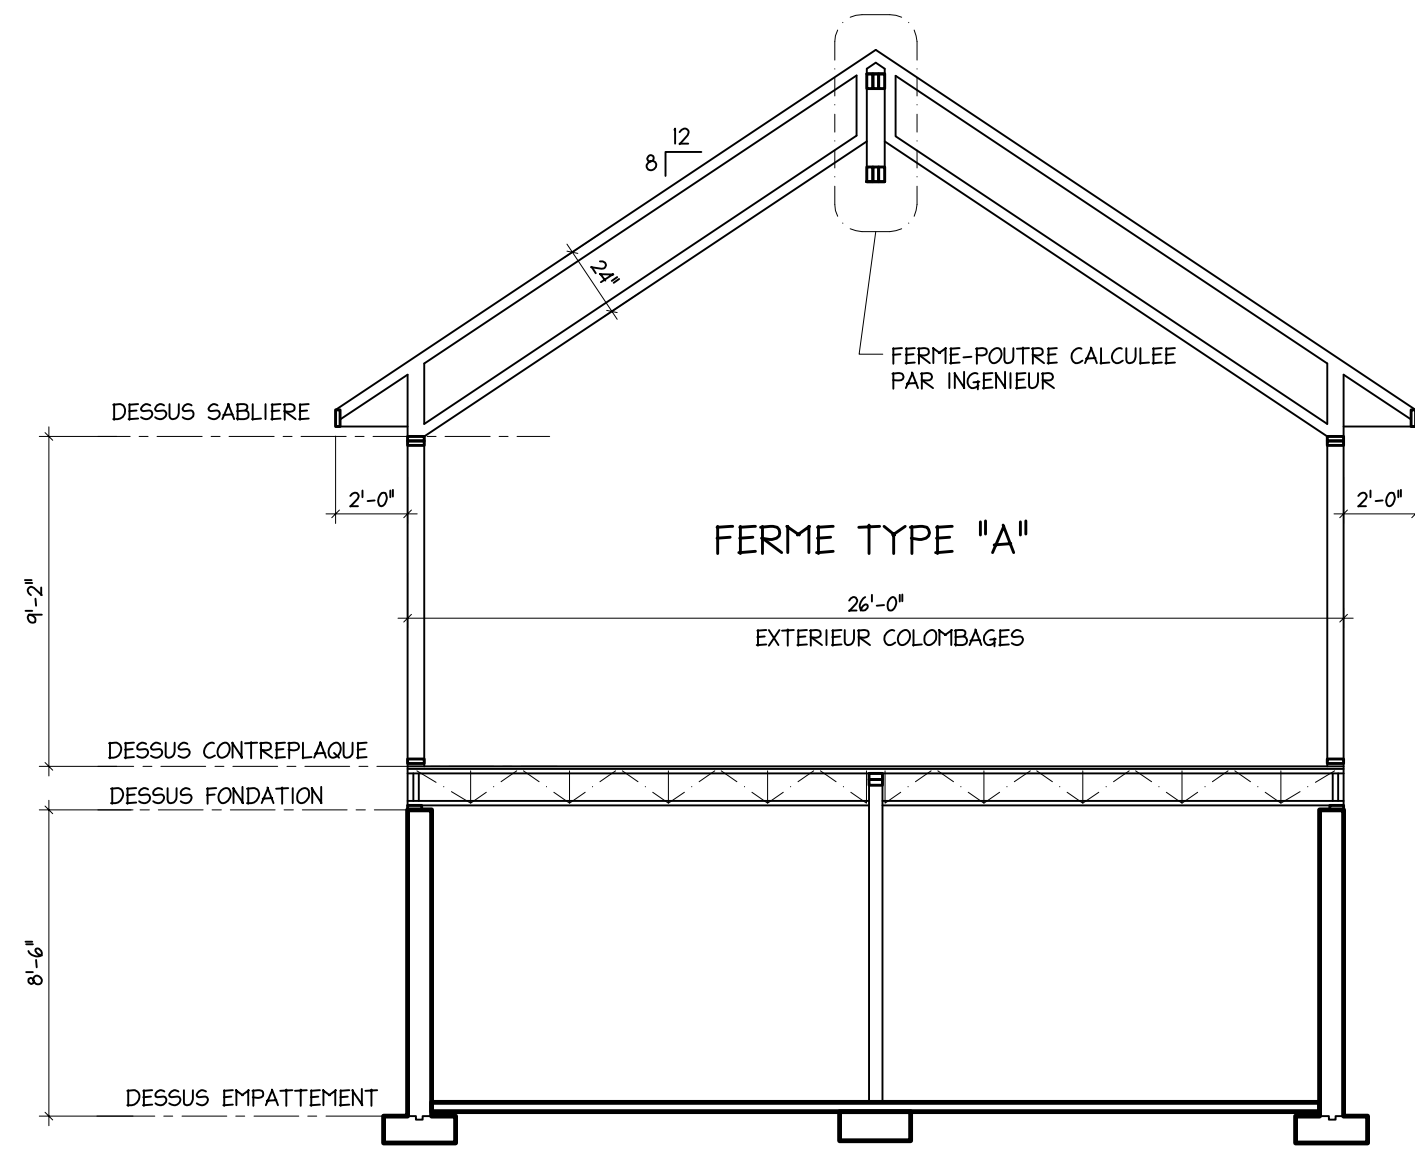 12
8
24"
FERME-POUTRE CALCULEE
PAR INGENIEUR
DESSUS SABLIERE
2'-0"
2'-0"
FERME TYPE "A"
9'-2"
26'-0"
EXTERIEUR COLOMBAGES
DESSUS CONTREPLAQUE
DESSUS FONDATION
8'-6"
DESSUS EMPATTEMENT